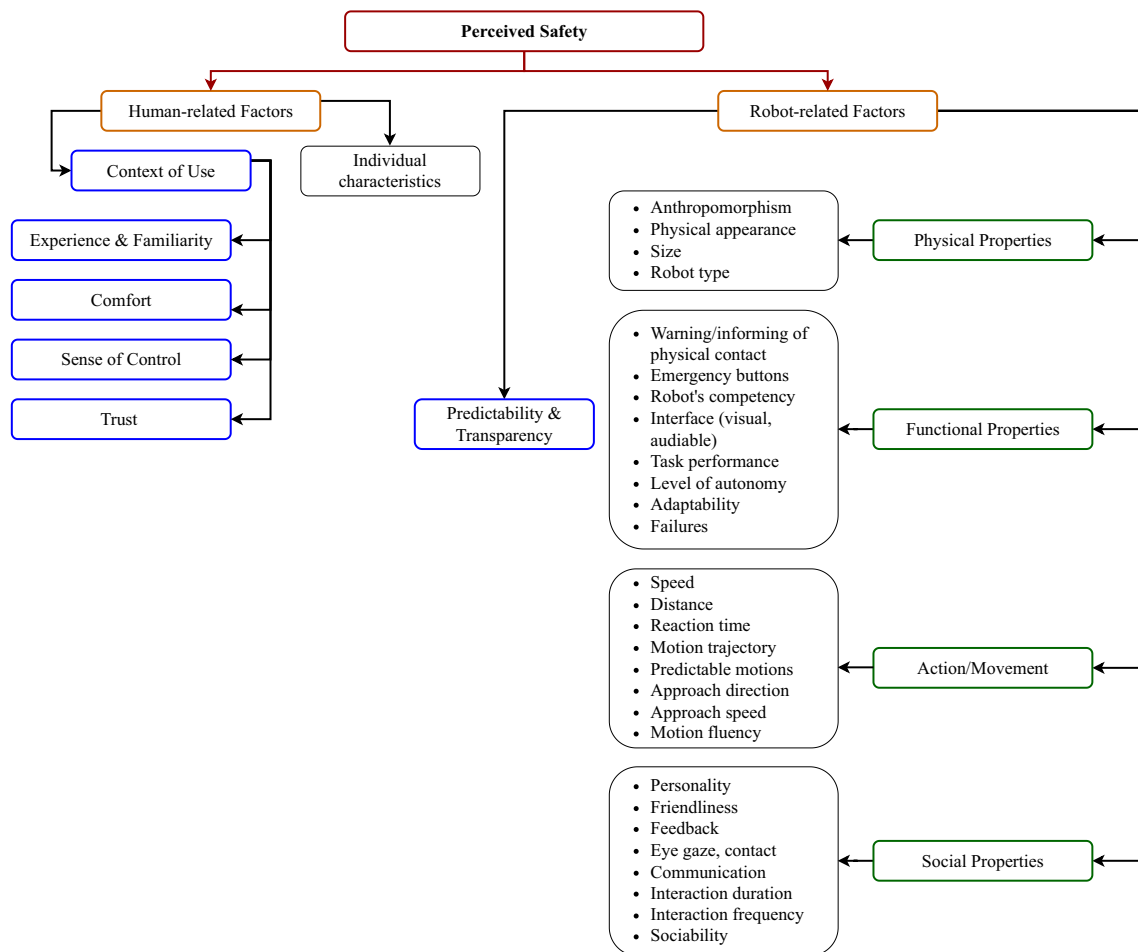 Perceived Safety
Human-related Factors
Robot-related Factors
Context of Use
Individual
characteristics
Experience & Familiarity
Comfort
Sense of Control
Trust
Predictability &
Transparency
• Anthropomorphism
• Physical appearance
• Size
• Robot type
Physical Properties
• Warning/informing of
physical contact
• Emergency buttons
• Robot's competency
• Interface (visual,
audiable)
• Task performance
• Level of autonomy
• Adaptability
• Failures
Functional Properties
• Speed
• Distance
• Reaction time
• Motion trajectory
• Predictable motions
• Approach direction
• Approach speed
• Motion fluency
Action/Movement
• Personality
• Friendliness
• Feedback
• Eye gaze, contact
• Communication
• Interaction duration
• Interaction frequency
• Sociability
Social Properties